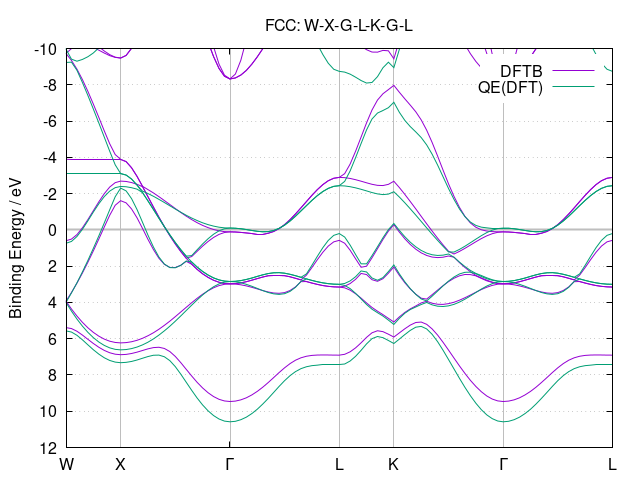 FCC: W-X-G-L-K-G-L
-10
DFTB
-8
QE(DFT)
-6
-4
-2
0
2
4
6
8
10
12
Binding Energy / eV
W X Γ L K Γ L